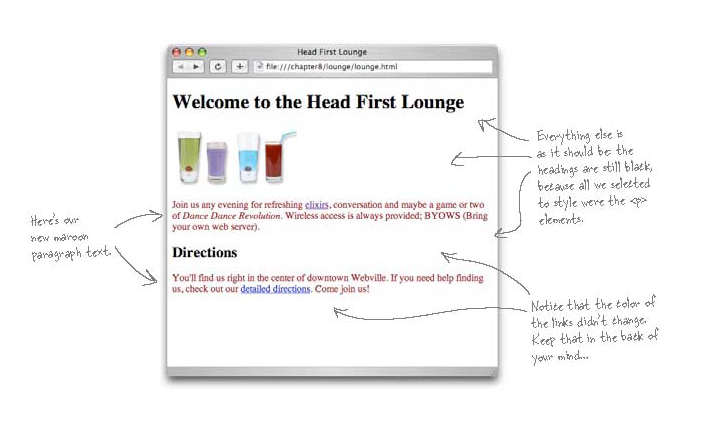 Head First Lounge
file:///chapter8/lounge/lounge.html
Welcome to the Head First Lounge
Join us any evening for refreshing elixirs, conversation and maybe a game or two
of Dance Dance Revolution. Wireless access is always provided; BYOWS (Bring
your own web server).
Directions
You'll find us right in the center of downtown Webville. If you need help finding
us, check out our detailed directions. Come join us!
Here's our
new maroon
paragraph text.
Everything else is
as it should be: the
headings are still black,
because all we selected
to style were the <p>
elements.
Notice that the color of
the links didn't change.
Keep that in the back of
your mind...